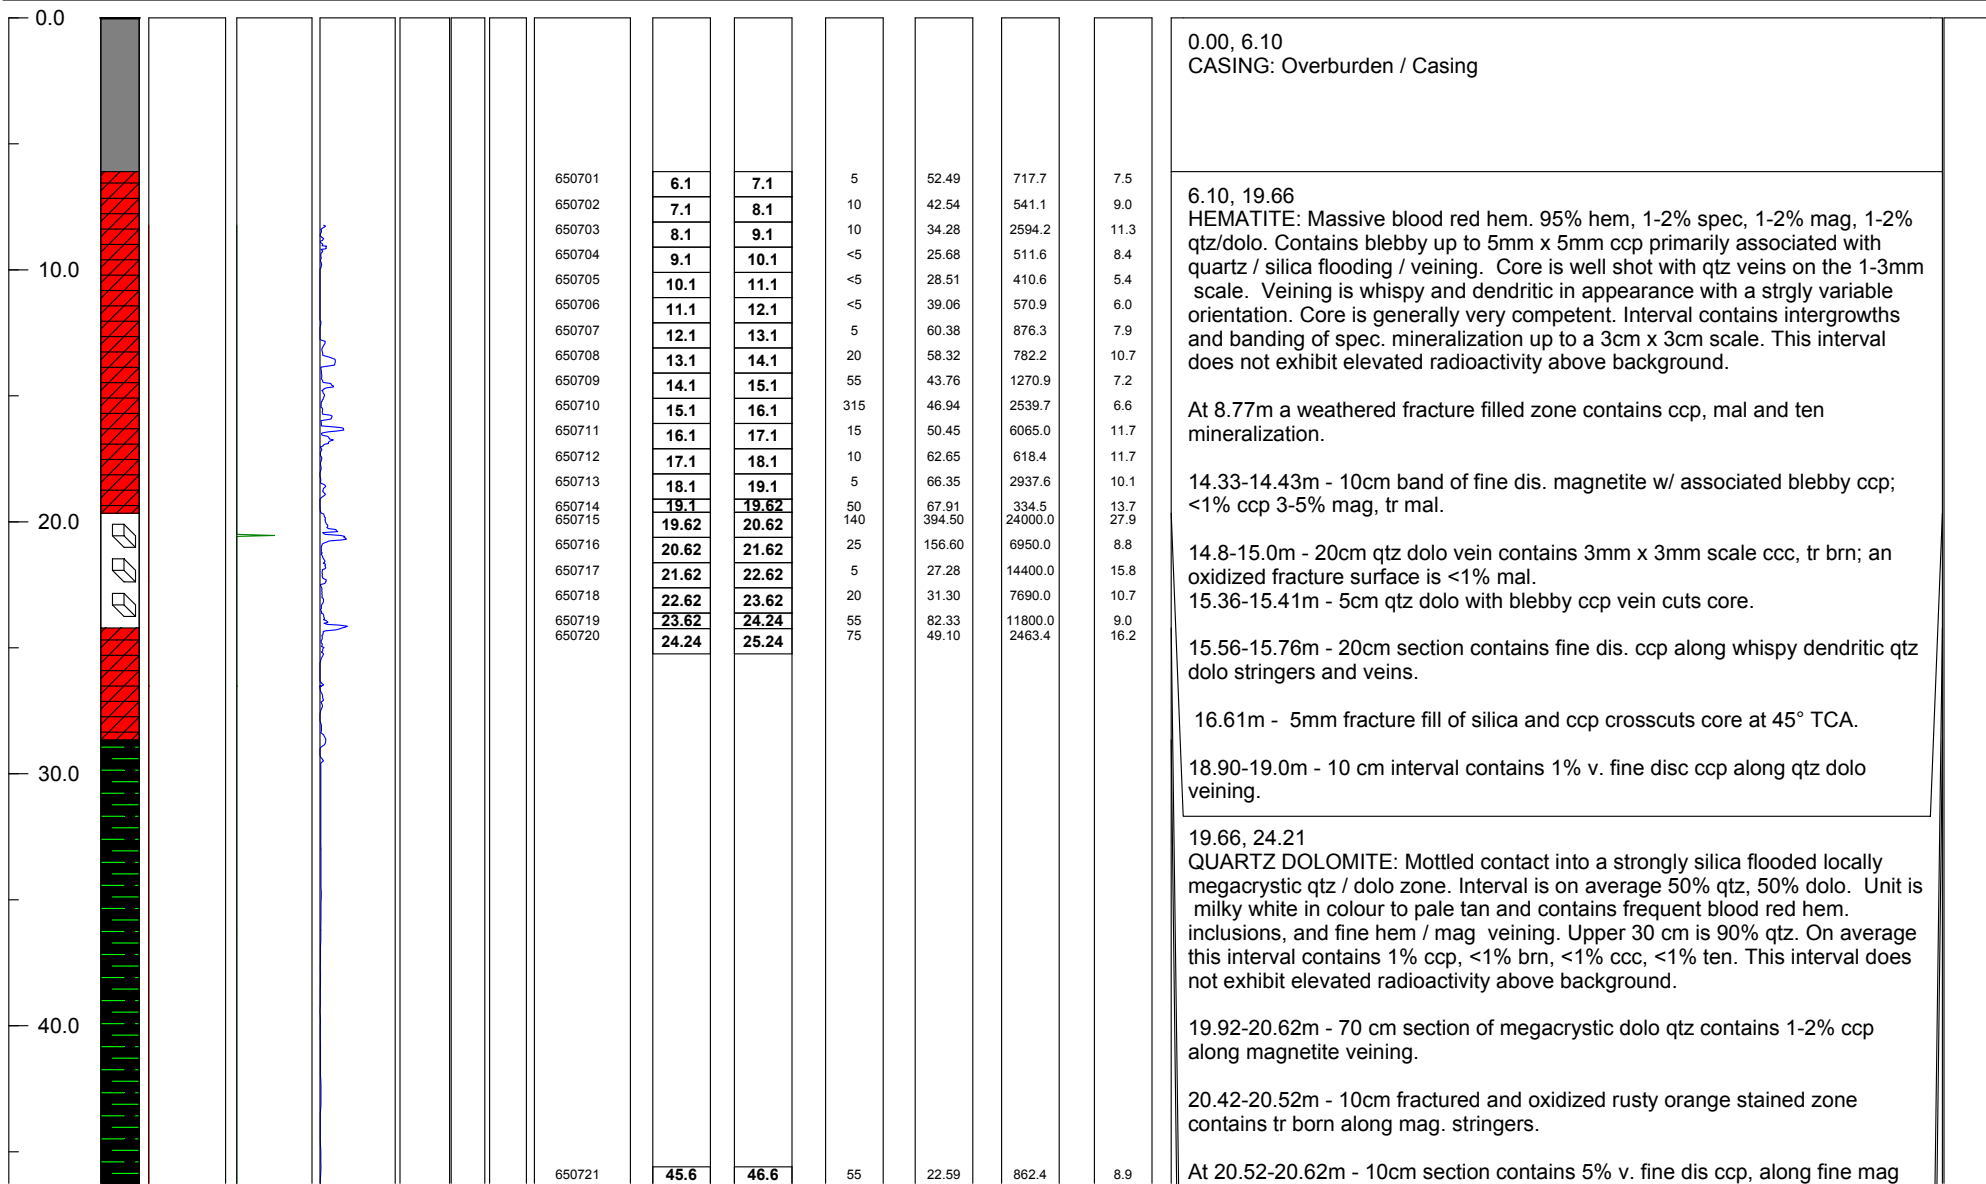 0.0
10.0
20.0
30.0
40.0
650701 6.1 7.1 5 52.49 717.7 7.5
650702 7.1 8.1 10 42.54 541.1 9.0
650703 8.1 9.1 10 34.28 2594.2 11.3
650704 9.1 10.1 <5 25.68 511.6 8.4
650705 10.1 11.1 <5 28.51 410.6 5.4
650706 11.1 12.1 <5 39.06 570.9 6.0
650707 12.1 13.1 5 60.38 876.3 7.9
650708 13.1 14.1 20 58.32 782.2 10.7
650709 14.1 15.1 55 43.76 1270.9 7.2
650710 15.1 16.1 315 46.94 2539.7 6.6
650711 16.1 17.1 15 50.45 6065.0 11.7
650712 17.1 18.1 10 62.65 618.4 11.7
650713 18.1 19.1 5 66.35 2937.6 10.1
650714 19.1 19.62 50 67.91 334.5 13.7
650715 19.62 20.62 140 394.50 24000.0 27.9
650716 20.62 21.62 25 156.60 6950.0 8.8
650717 21.62 22.62 5 27.28 14400.0 15.8
650718 22.62 23.62 20 31.30 7690.0 10.7
650719 23.62 24.24 55 82.33 11800.0 9.0
650720 24.24 25.24 75 49.10 2463.4 16.2
650721 45.6 46.6 55 22.59 862.4 8.9
0.00, 6.10
CASING: Overburden / Casing
6.10, 19.66
HEMATITE: Massive blood red hem. 95% hem, 1-2% spec, 1-2% mag, 1-2%
qtz/dolo. Contains blebby up to 5mm x 5mm ccp primarily associated with
quartz / silica flooding / veining. Core is well shot with qtz veins on the 1-3mm
scale. Veining is whispy and dendritic in appearance with a strgly variable
orientation. Core is generally very competent. Interval contains intergrowths
and banding of spec. mineralization up to a 3cm x 3cm scale. This interval
does not exhibit elevated radioactivity above background.
At 8.77m a weathered fracture filled zone contains ccp, mal and ten
mineralization.
14.33-14.43m - 10cm band of fine dis. magnetite w/ associated blebby ccp;
<1% ccp 3-5% mag, tr mal.
14.8-15.0m - 20cm qtz dolo vein contains 3mm x 3mm scale ccc, tr brn; an
oxidized fracture surface is <1% mal.
15.36-15.41m - 5cm qtz dolo with blebby ccp vein cuts core.
15.56-15.76m - 20cm section contains fine dis. ccp along whispy dendritic qtz
dolo stringers and veins.
16.61m - 5mm fracture fill of silica and ccp crosscuts core at 45° TCA.
18.90-19.0m - 10 cm interval contains 1% v. fine disc ccp along qtz dolo
veining.
19.66, 24.21
QUARTZ DOLOMITE: Mottled contact into a strongly silica flooded locally
megacrystic qtz / dolo zone. Interval is on average 50% qtz, 50% dolo. Unit is
milky white in colour to pale tan and contains frequent blood red hem.
inclusions, and fine hem / mag veining. Upper 30 cm is 90% qtz. On average
this interval contains 1% ccp, <1% brn, <1% ccc, <1% ten. This interval does
not exhibit elevated radioactivity above background.
19.92-20.62m - 70 cm section of megacrystic dolo qtz contains 1-2% ccp
along magnetite veining.
20.42-20.52m - 10cm fractured and oxidized rusty orange stained zone
contains tr born along mag. stringers.
At 20.52-20.62m - 10cm section contains 5% v. fine dis ccp, along fine mag